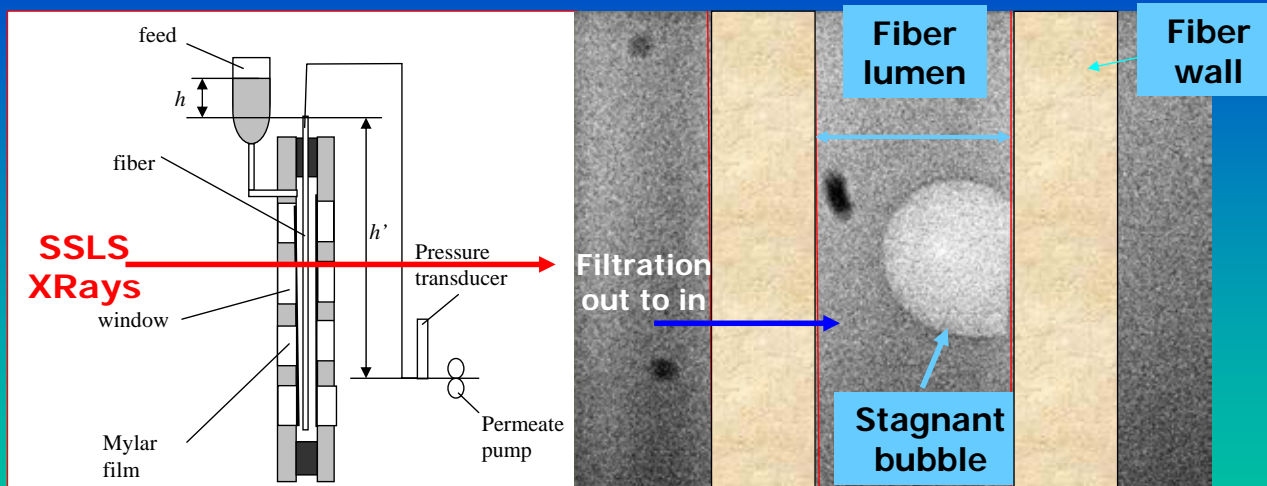 feed
h
fiber
h'
SSLS
XRays
Pressure
transducer
window
Mylar
film
Permeate
pump
Fiber
lumen
Fiber
wall
Filtration
out to in
Stagnant
bubble